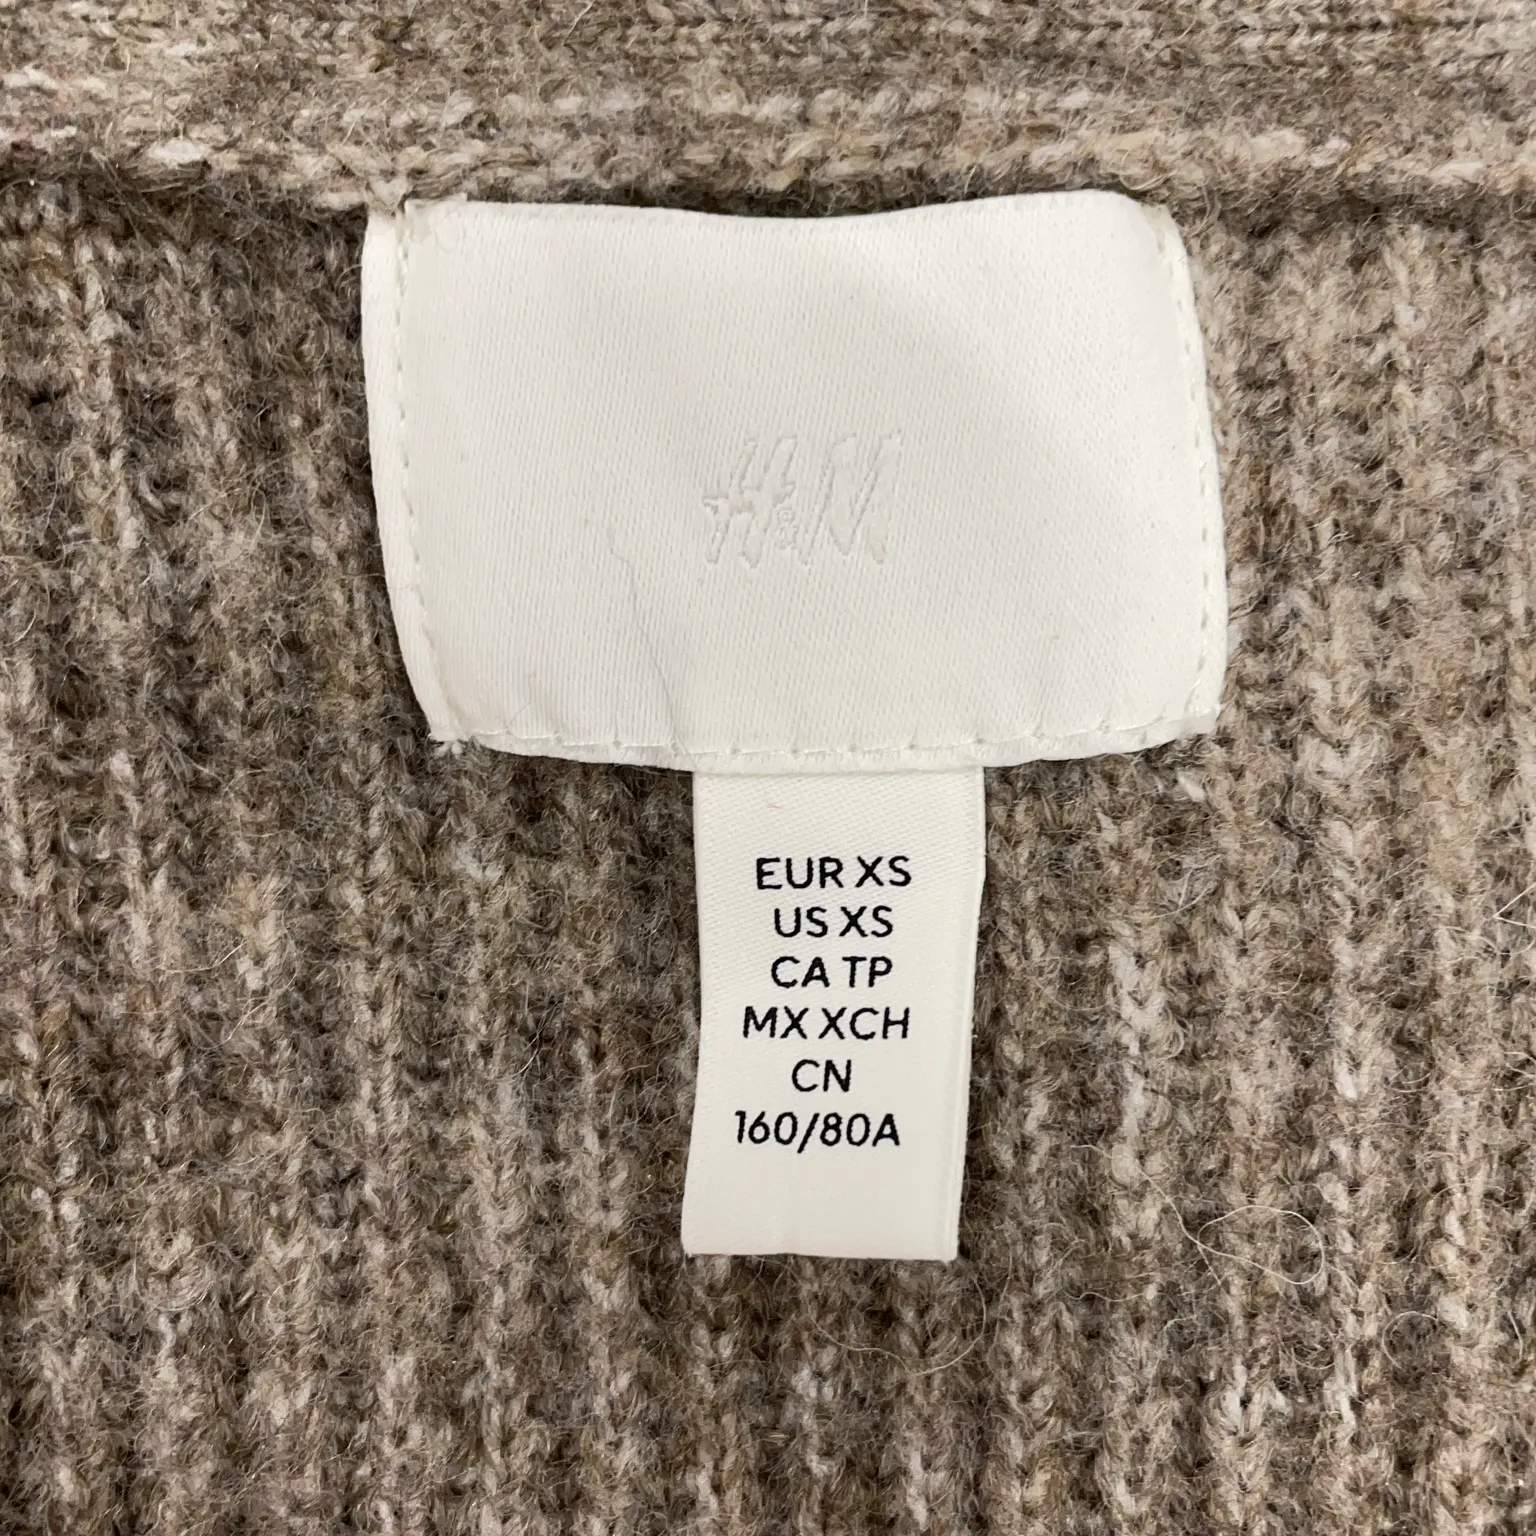 H&M
EUR XS
US XS
CA TP
MX XCH
CN
160/80A